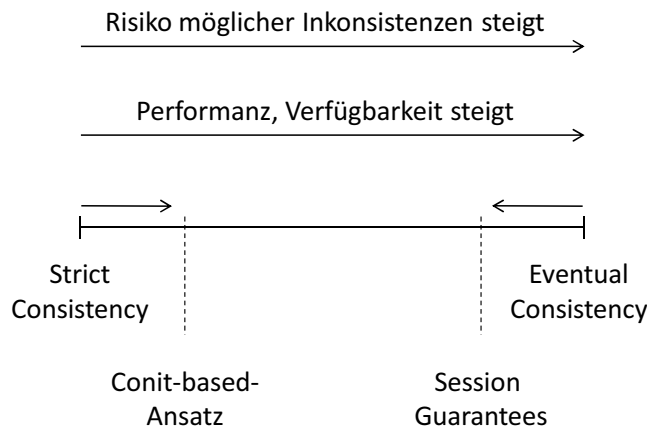 Risiko möglicher Inkonsistenzen steigt
Performanz, Verfügbarkeit steigt
Strict
Consistency
Eventual
Consistency
Conit-based-
Ansatz
Session
Guarantees